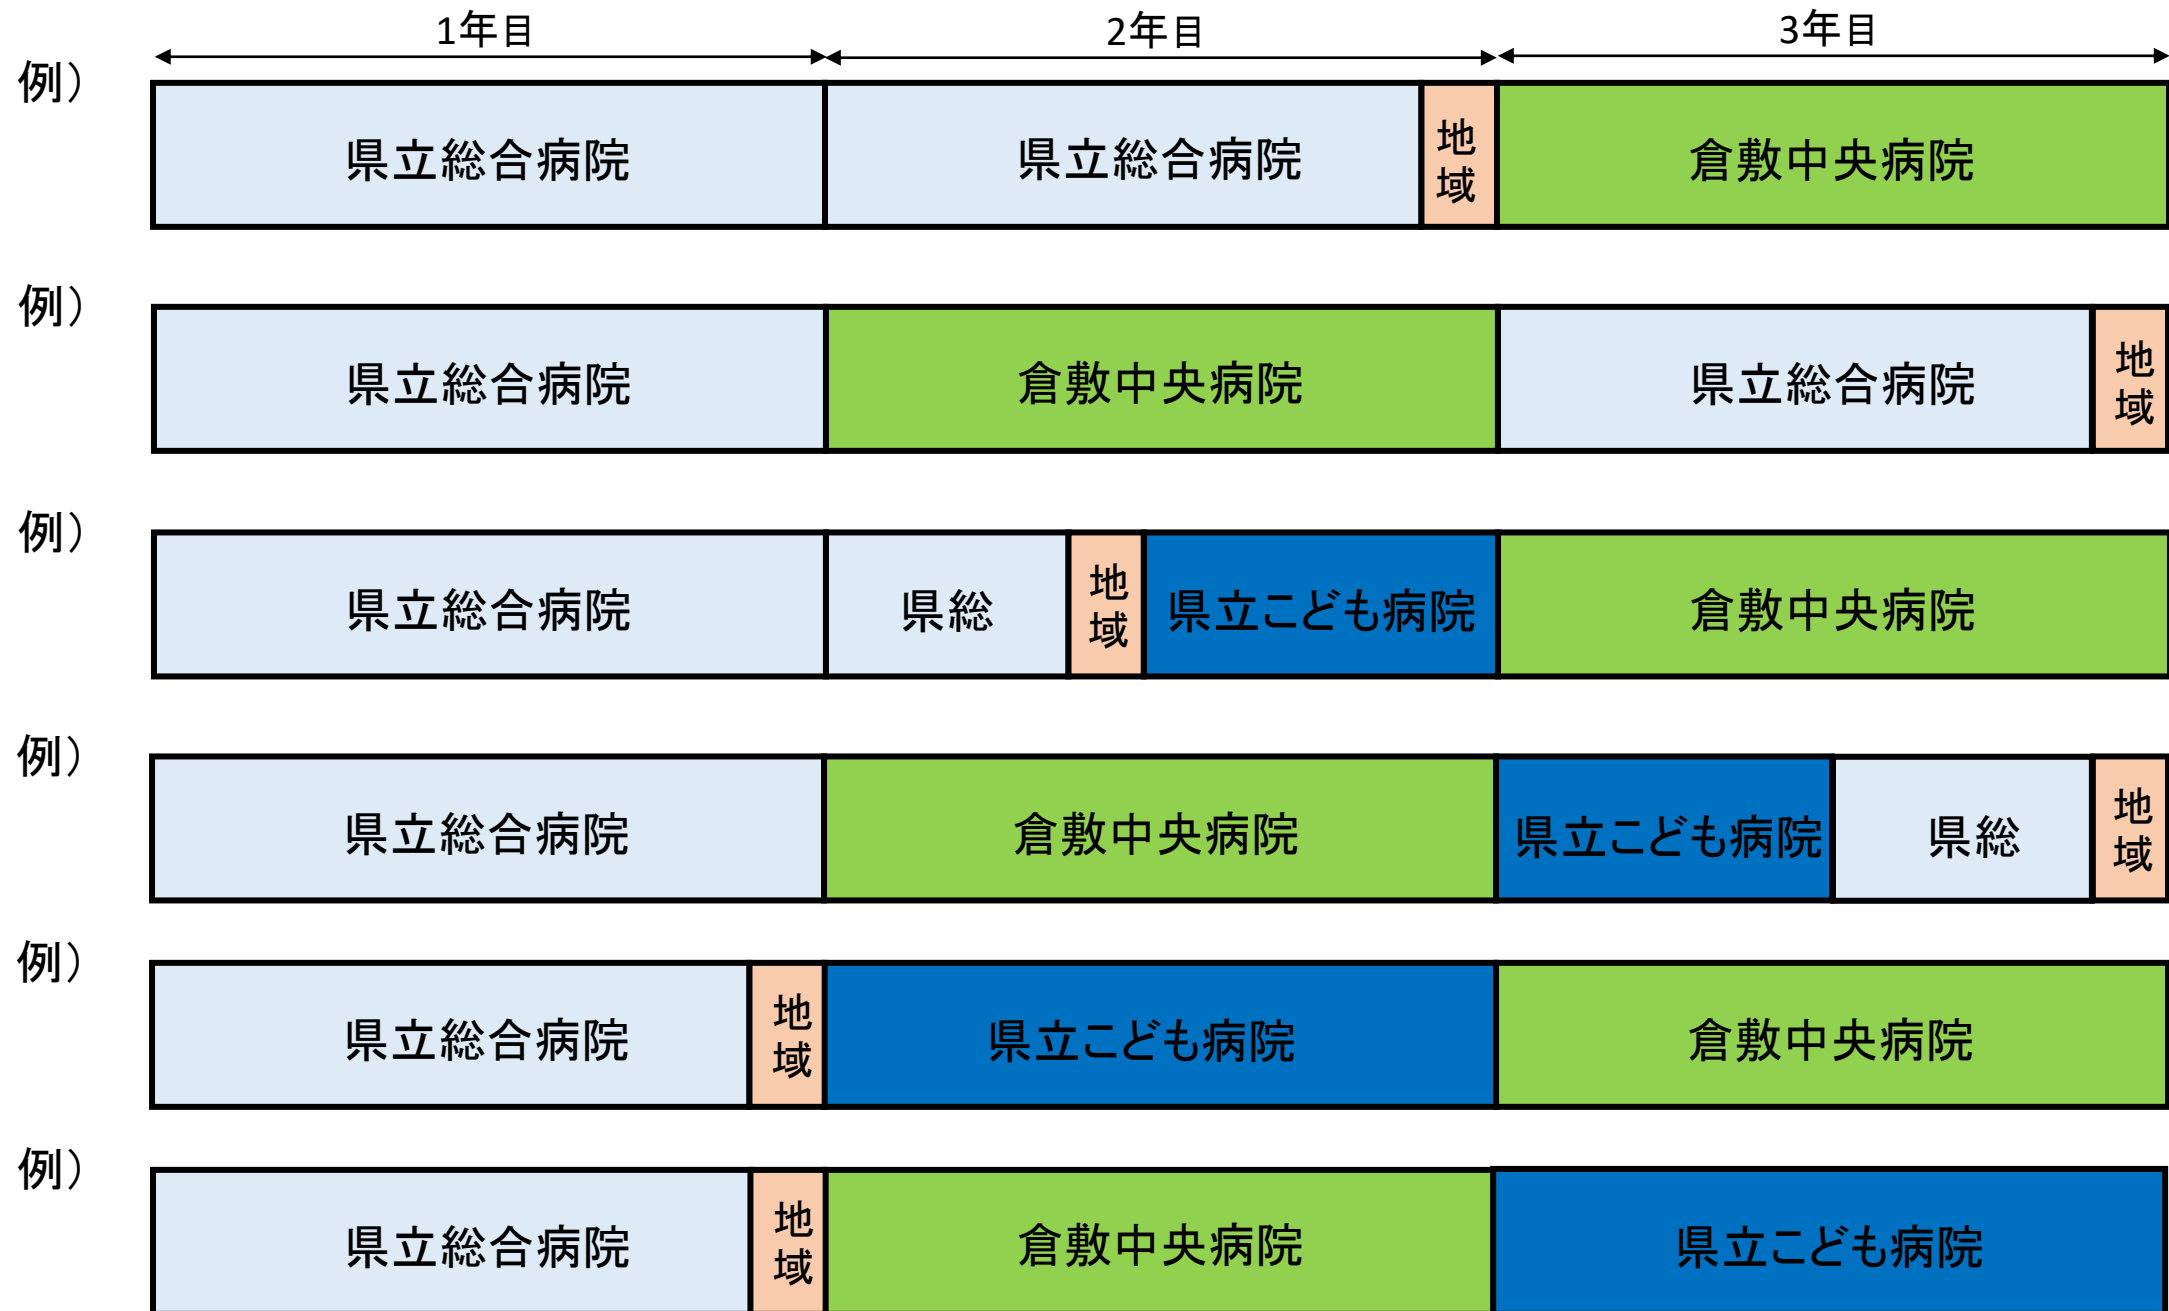 1年目
2年目
3年目
例）
県立総合病院
県立総合病院
地域
倉敷中央病院
例）
県立総合病院
倉敷中央病院
県立総合病院
地域
例）
県立総合病院
県総
地域
県立こども病院
倉敷中央病院
例）
県立総合病院
倉敷中央病院
県立こども病院
県総
地域
例）
県立総合病院
地域
県立こども病院
倉敷中央病院
例）
県立総合病院
地域
倉敷中央病院
県立こども病院